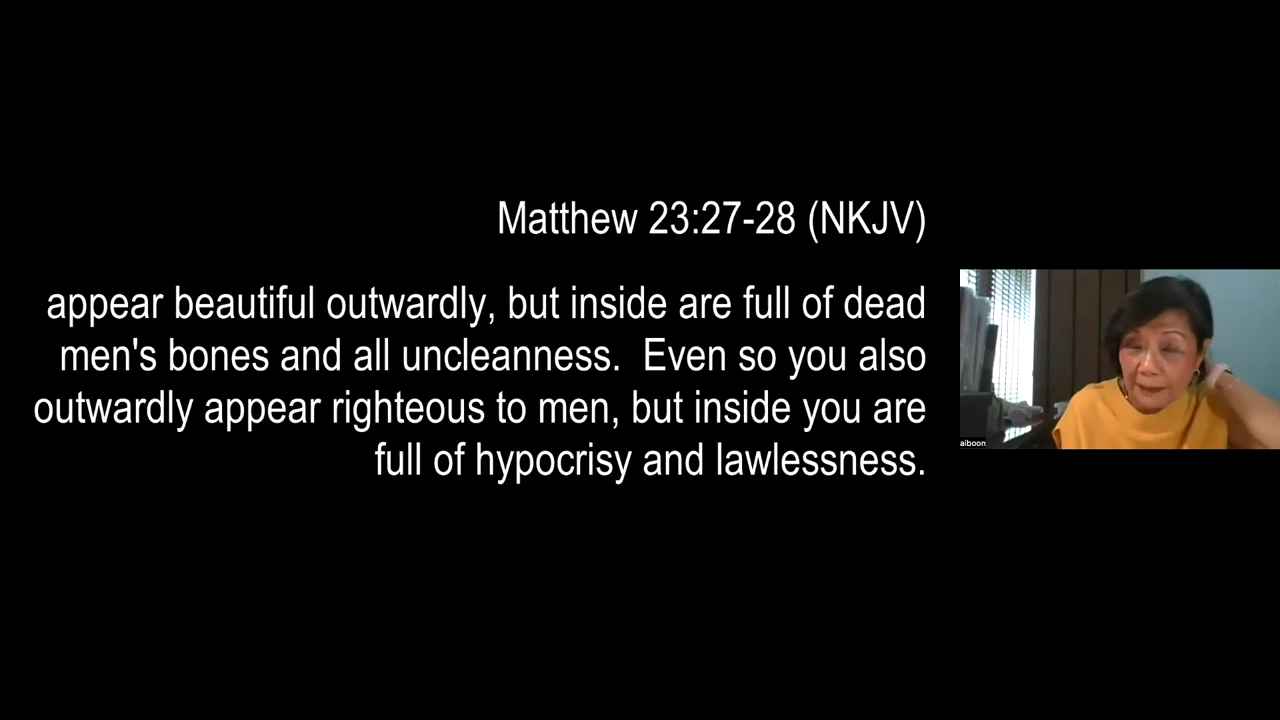 Matthew 23:27-28 (NKJV)
appear beautiful outwardly, but inside are full of dead
men's bones and all uncleanness.  Even so you also
outwardly appear righteous to men, but inside you are
full of hypocrisy and lawlessness.
aiboon